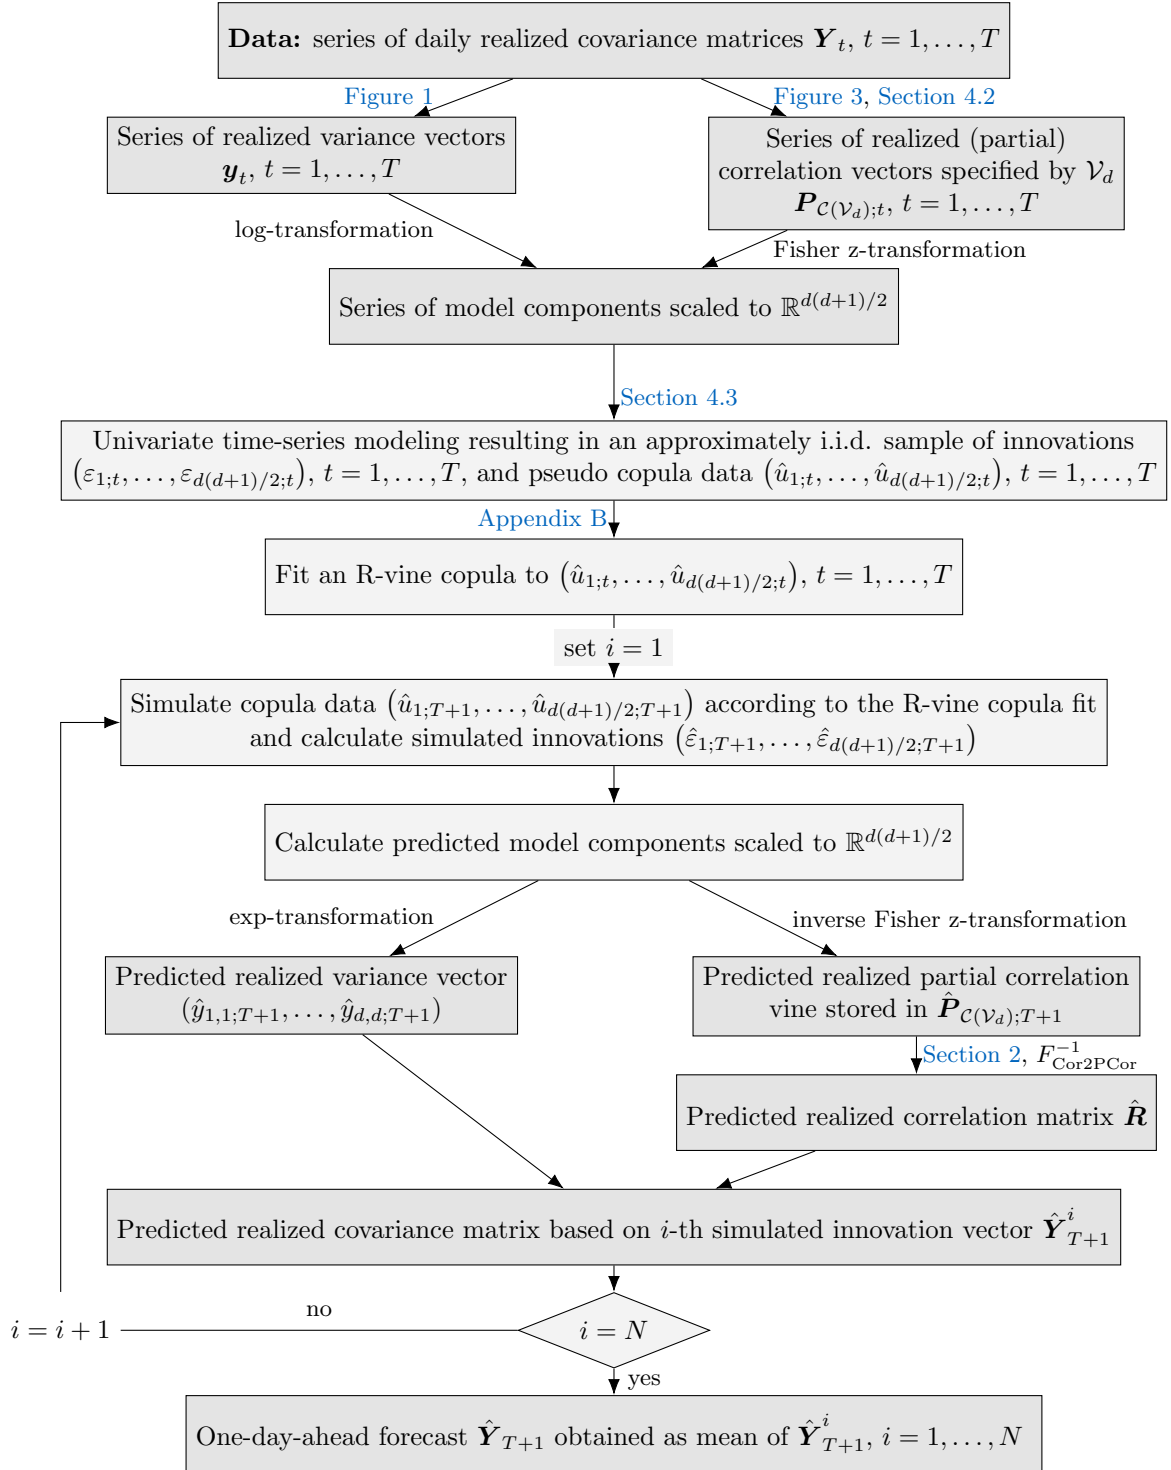 Data: series of daily realized covariance matrices Y_t, t = 1, . . . , T
Figure 1
Figure 3, Section 4.2
Series of realized variance vectors
y_t, t = 1, . . . , T
Series of realized (partial)
correlation vectors specified by 𝒱_d
P_{𝒞(𝒱_d);t}, t = 1, . . . , T
log-transformation
Fisher z-transformation
Series of model components scaled to ℝ^{d(d+1)/2}
Section 4.3
Univariate time-series modeling resulting in an approximately i.i.d. sample of innovations
(ε_{1;t}, . . . , ε_{d(d+1)/2;t}), t = 1, . . . , T, and pseudo copula data (û_{1;t}, . . . , û_{d(d+1)/2;t}), t = 1, . . . , T
Appendix B
Fit an R-vine copula to (û_{1;t}, . . . , û_{d(d+1)/2;t}), t = 1, . . . , T
set i = 1
Simulate copula data (û_{1;T+1}, . . . , û_{d(d+1)/2;T+1}) according to the R-vine copula fit
and calculate simulated innovations (ε̂_{1;T+1}, . . . , ε̂_{d(d+1)/2;T+1})
Calculate predicted model components scaled to ℝ^{d(d+1)/2}
exp-transformation
inverse Fisher z-transformation
Predicted realized variance vector
(ŷ_{1,1;T+1}, . . . , ŷ_{d,d;T+1})
Predicted realized partial correlation
vine stored in P̂_{𝒞(𝒱_d);T+1}
Section 2, F^{-1}_{Cor2PCor}
Predicted realized correlation matrix R̂
Predicted realized covariance matrix based on i-th simulated innovation vector Ŷ^i_{T+1}
no
i = i + 1
i = N
yes
One-day-ahead forecast Ŷ_{T+1} obtained as mean of Ŷ^i_{T+1}, i = 1, . . . , N